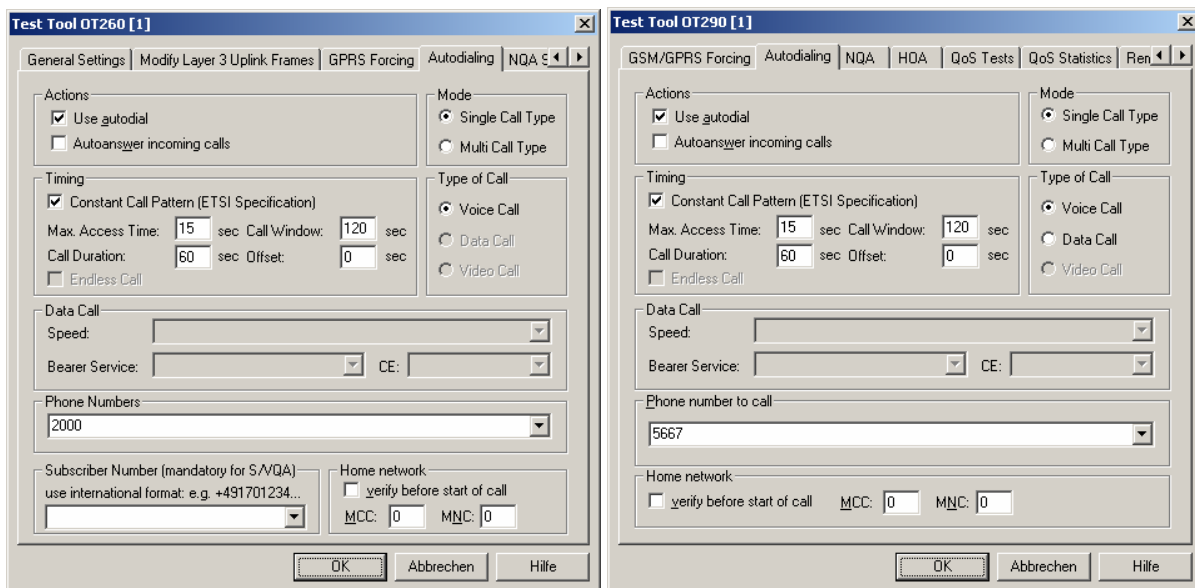 Test Tool OT260 [1]
General Settings Modify Layer 3 Uplink Frames GPRS Forcing Autodialing NQA S
Actions
Use autodial
Autoanswer incoming calls
Mode
Single Call Type
Multi Call Type
Timing
Constant Call Pattern (ETSI Specification)
Max. Access Time: 15 sec Call Window: 120 sec
Call Duration: 60 sec Offset: 0 sec
Endless Call
Type of Call
Voice Call
Data Call
Video Call
Data Call
Speed:
Bearer Service: CE:
Phone Numbers
2000
Subscriber Number (mandatory for S/VQA)
use international format: e.g. +491701234...
Home network
verify before start of call
MCC: 0 MNC: 0
OK Abbrechen Hilfe
Test Tool OT290 [1]
GSM/GPRS Forcing Autodialing NQA HOA QoS Tests QoS Statistics Rem
Actions
Use autodial
Autoanswer incoming calls
Mode
Single Call Type
Multi Call Type
Timing
Constant Call Pattern (ETSI Specification)
Max. Access Time: 15 sec Call Window: 120 sec
Call Duration: 60 sec Offset: 0 sec
Endless Call
Type of Call
Voice Call
Data Call
Video Call
Data Call
Speed:
Bearer Service: CE:
Phone number to call
5667
Home network
verify before start of call MCC: 0 MNC: 0
OK Abbrechen Hilfe